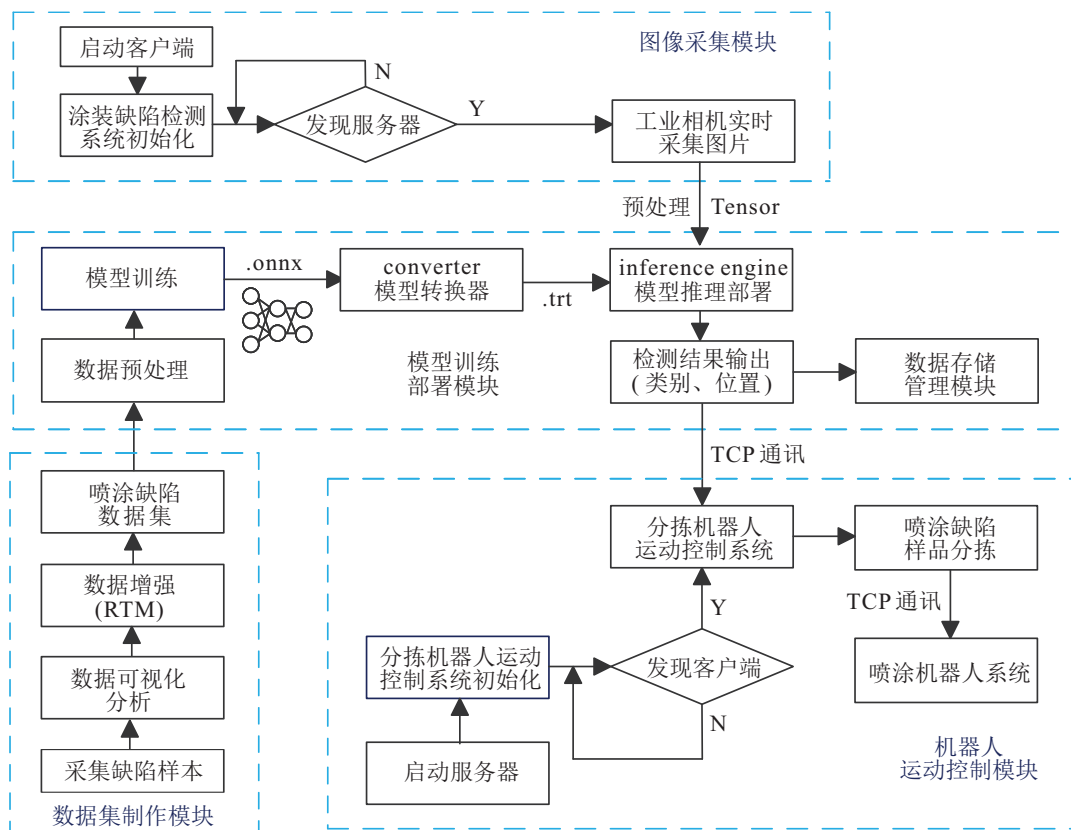 图像采集模块
启动客户端
涂装缺陷检测
系统初始化
N
发现服务器
Y
工业相机实时
采集图片
预处理
Tensor
模型训练
.onnx
converter
模型转换器
.trt
inference engine
模型推理部署
数据预处理
模型训练
部署模块
检测结果输出
(类别、位置)
数据存储
管理模块
TCP通讯
喷涂缺陷
数据集
数据增强
(RTM)
数据可视化
分析
采集缺陷样本
数据集制作模块
分拣机器人
运动控制系统
喷涂缺陷
样品分拣
Y
TCP通讯
分拣机器人运动
控制系统初始化
发现客户端
喷涂机器人系统
N
启动服务器
机器人
运动控制模块